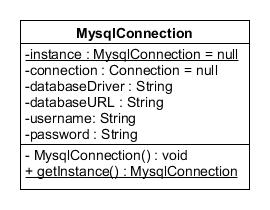 MysqlConnection
-instance : MysqlConnection = null
-connection : Connection = null
-databaseDriver : String
-databaseURL : String
-username: String
-password : String
- MysqlConnection() : void
+ getInstance() : MysqlConnection